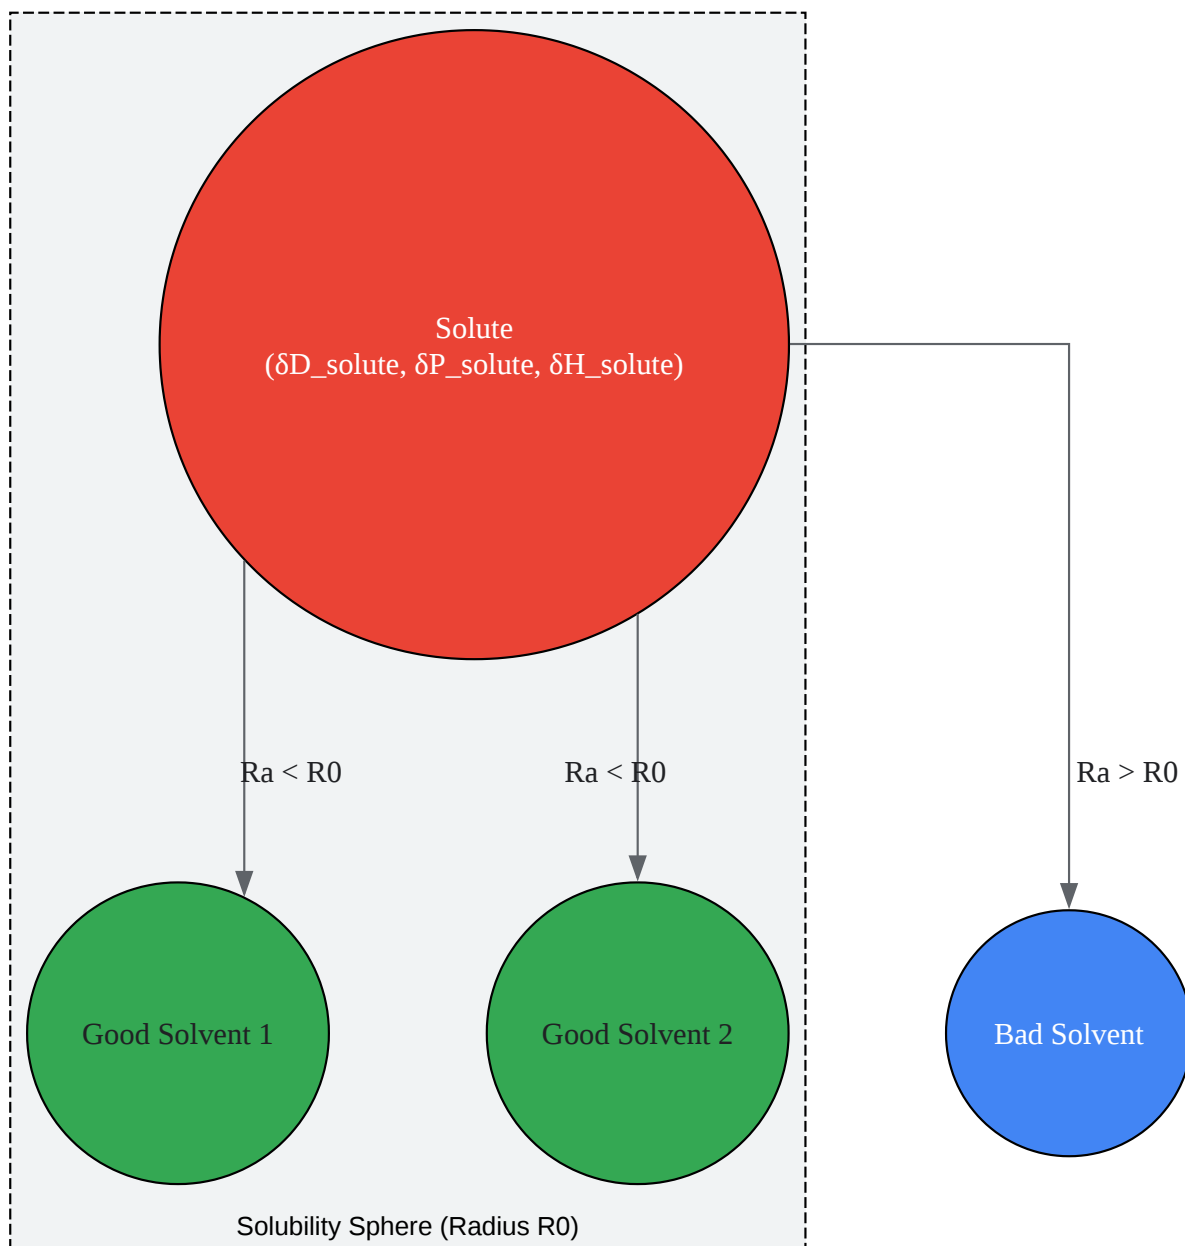 Solute
(δD_solute, δP_solute, δH_solute)
Ra < R0
Ra < R0
Ra > R0
Good Solvent 1
Good Solvent 2
Bad Solvent
Solubility Sphere (Radius R0)